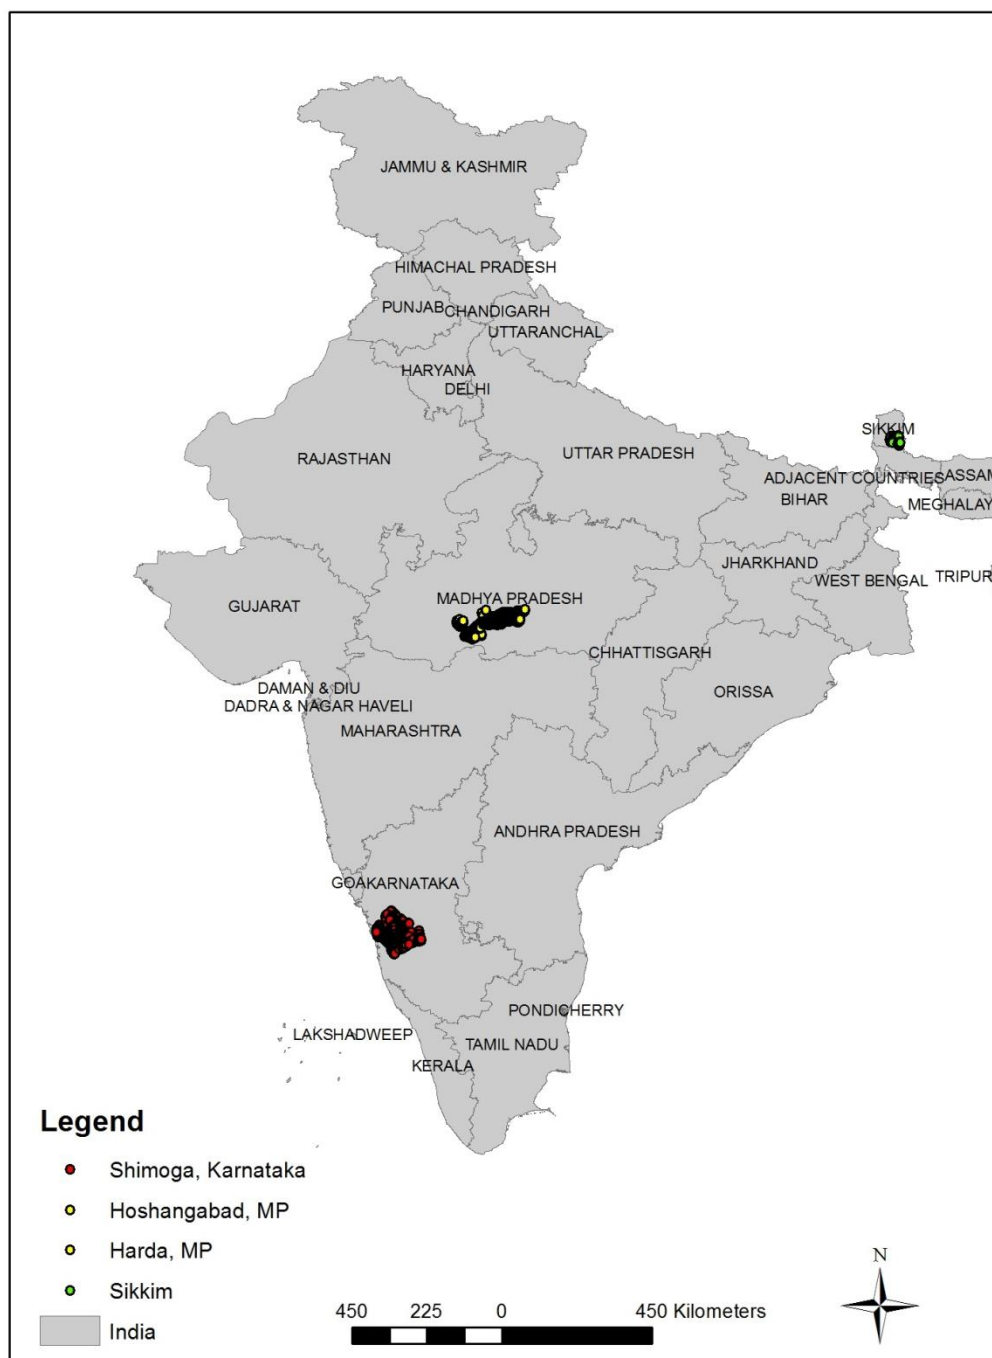 JAMMU & KASHMIR
HIMACHAL PRADESH
PUNJAB
CHANDIGARH
UTTARANCHAL
HARYANA
DELHI
SIKKIM
RAJASTHAN
UTTAR PRADESH
ADJACENT COUNTRIES
ASSAM
BIHAR
MEGHALAY
JHARKHAND
WEST BENGAL
TRIPUR
GUJARAT
MADHYA PRADESH
CHHATTISGARH
DAMAN & DIU
DADRA & NAGAR HAVELI
ORISSA
MAHARASHTRA
ANDHRA PRADESH
GOA
KARNATAKA
PONDICHERRY
LAKSHADWEEP
TAMIL NADU
KERALA
Legend
Shimoga, Karnataka
Hoshangabad, MP
Harda, MP
Sikkim
India
450 225 0 450 Kilometers
N